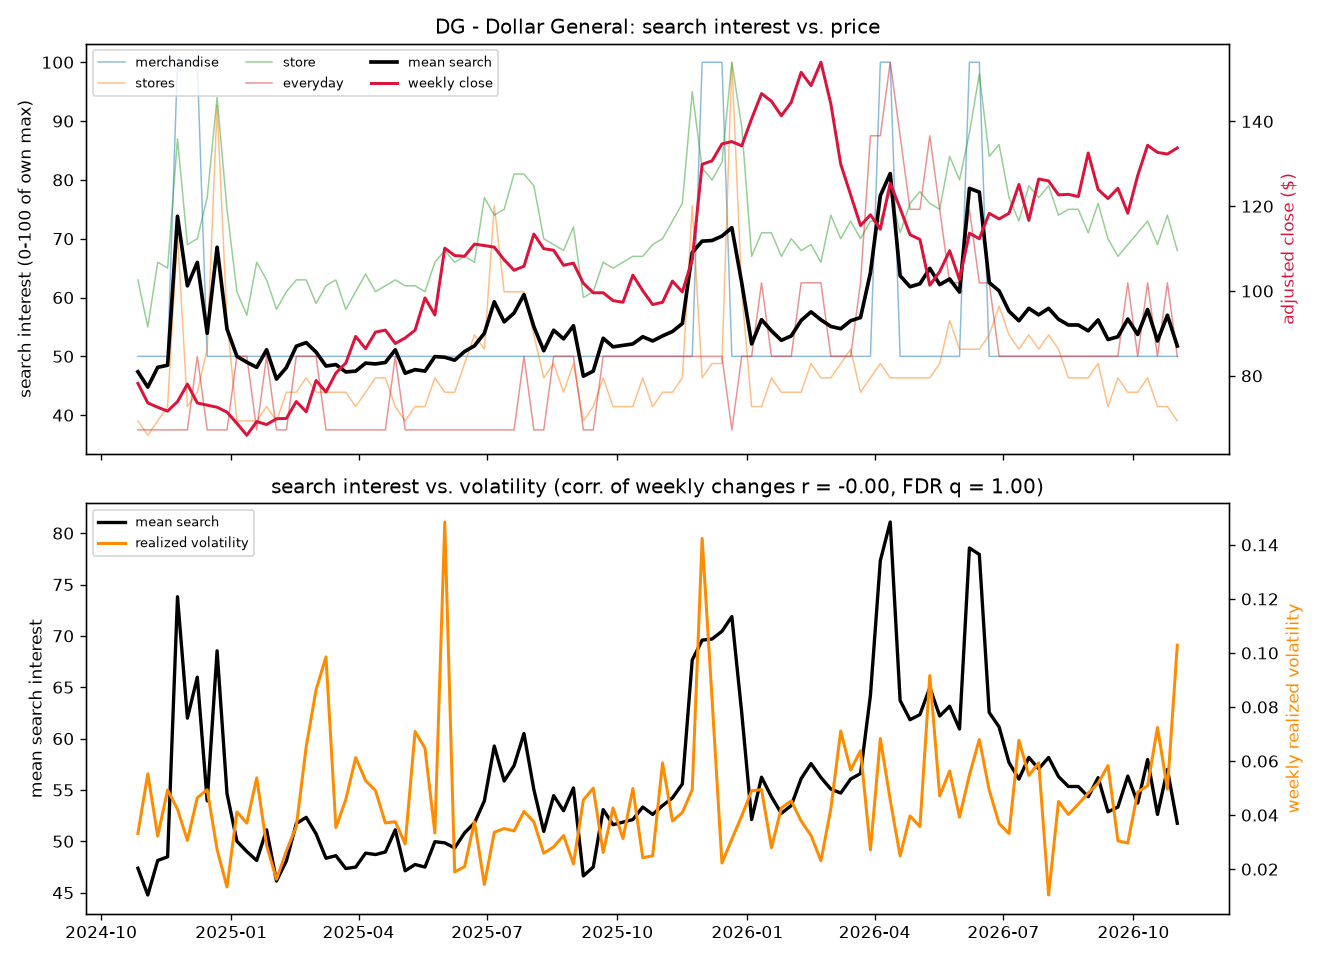 DG - Dollar General: search interest vs. price
merchandise
stores
store
everyday
mean search
weekly close
100
90
80
70
60
50
40
search interest (0-100 of own max)
140
120
100
80
adjusted close ($)
search interest vs. volatility (corr. of weekly changes r = -0.00, FDR q = 1.00)
mean search
realized volatility
80
75
70
65
60
55
50
45
mean search interest
0.14
0.12
0.10
0.08
0.06
0.04
0.02
weekly realized volatility
2024-10
2025-01
2025-04
2025-07
2025-10
2026-01
2026-04
2026-07
2026-10